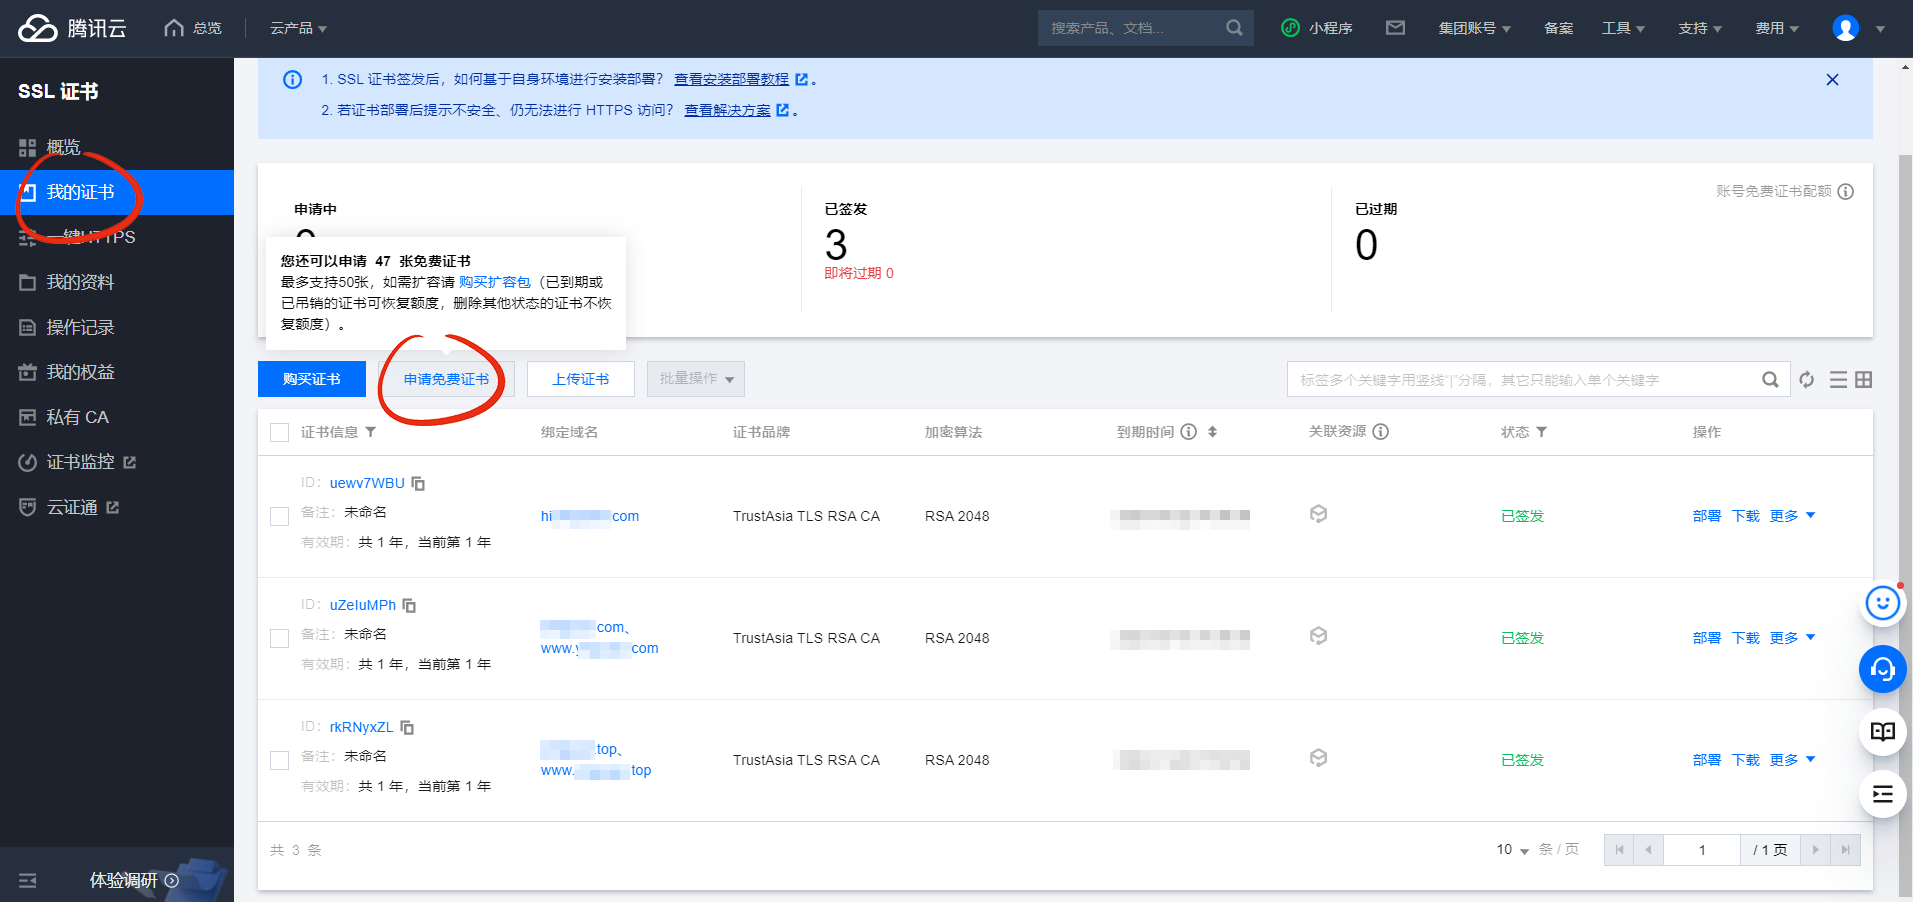 腾讯云
总览
云产品
搜索产品、文档...
小程序
集团账号
备案
工具
支持
费用
SSL 证书
概览
我的证书
一键HTTPS
我的资料
操作记录
我的权益
私有 CA
证书监控
云证通
体验调研
1. SSL 证书签发后，如何基于自身环境进行安装部署？ 查看安装部署教程 。
2. 若证书部署后提示不安全、仍无法进行 HTTPS 访问？ 查看解决方案 。
申请中
已签发
3
即将过期 0
已过期
0
账号免费证书配额
您还可以申请 47 张免费证书
最多支持50张，如需扩容请 购买扩容包（已到期或
已吊销的证书可恢复额度，删除其他状态的证书不恢
复额度）。
购买证书
申请免费证书
上传证书
批量操作
标签多个关键字用竖线"|"分隔，其它只能输入单个关键字
证书信息 绑定域名 证书品牌 加密算法 到期时间 关联资源 状态 操作
ID：uewv7WBU
备注：未命名
有效期：共 1 年，当前第 1 年
hi com
TrustAsia TLS RSA CA
RSA 2048
已签发
部署 下载 更多
ID：uZeIuMPh
备注：未命名
有效期：共 1 年，当前第 1 年
com、
www.y com
TrustAsia TLS RSA CA
RSA 2048
已签发
部署 下载 更多
ID：rkRNyxZL
备注：未命名
有效期：共 1 年，当前第 1 年
top、
www. top
TrustAsia TLS RSA CA
RSA 2048
已签发
部署 下载 更多
共 3 条
10 条 / 页
1 / 1 页